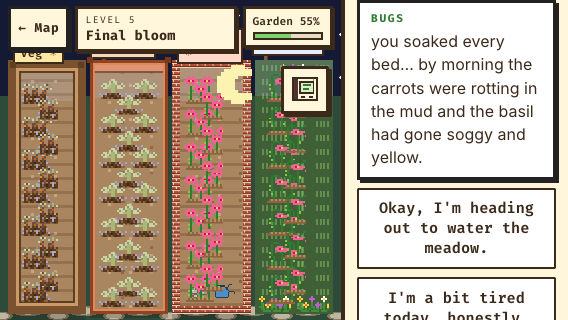 ← Map
LEVEL 5
Final bloom
Garden 55%
Veg
BUGS
you soaked every
bed... by morning the
carrots were rotting in
the mud and the basil
had gone soggy and
yellow.
Okay, I'm heading
out to water the
meadow.
I'm a bit tired
today, honestly